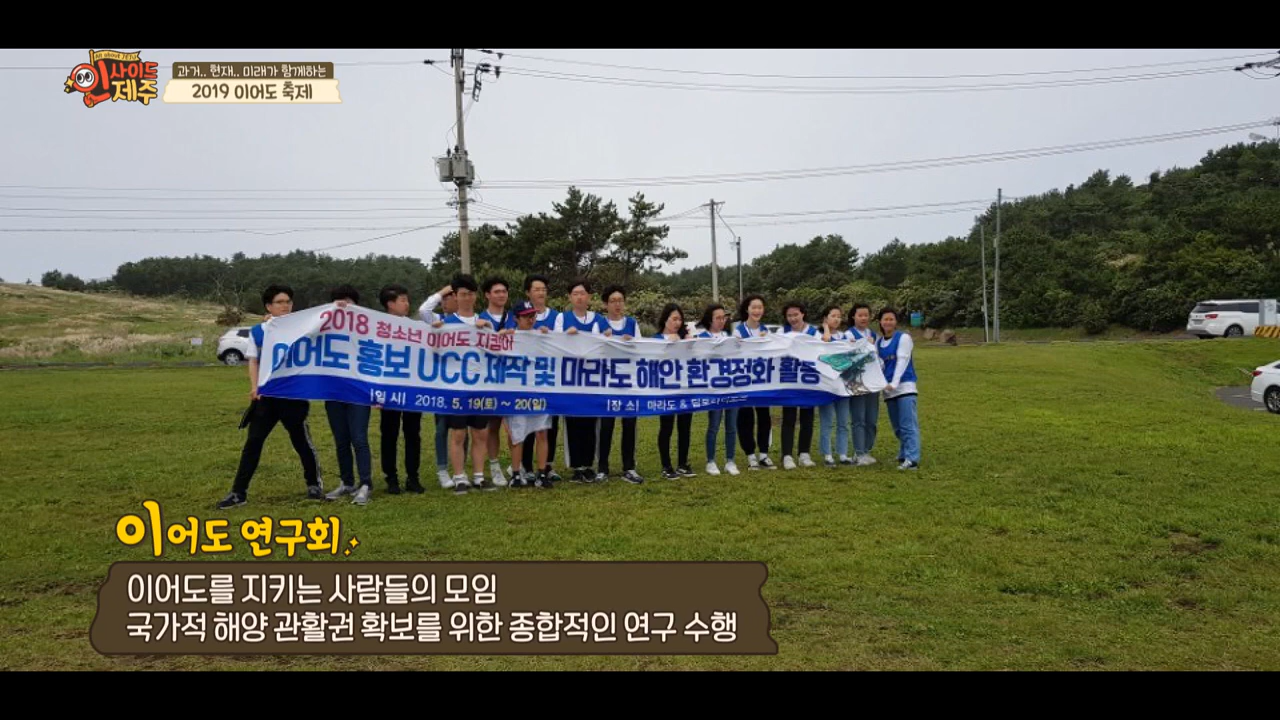 All about JEJU
인사이드
제주
과거.. 현재.. 미래가 함께하는
2019 이어도 축제
2018 청소년 이어도 지킴이
이어도 홍보 UCC 제작 및 마라도 해안 환경정화 활동
|일 시| 2018. 5. 19(토) ~ 20(일) |장 소| 마라도 &
이어도 연구회
이어도를 지키는 사람들의 모임
국가적 해양 관활권 확보를 위한 종합적인 연구 수행